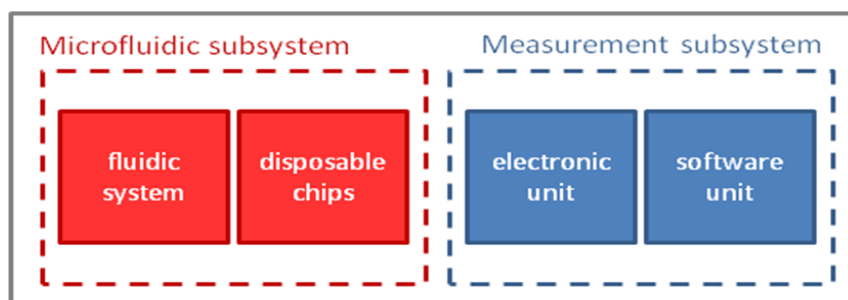 Microfluidic subsystem
Measurement subsystem
fluidic
system
disposable
chips
electronic
unit
software
unit